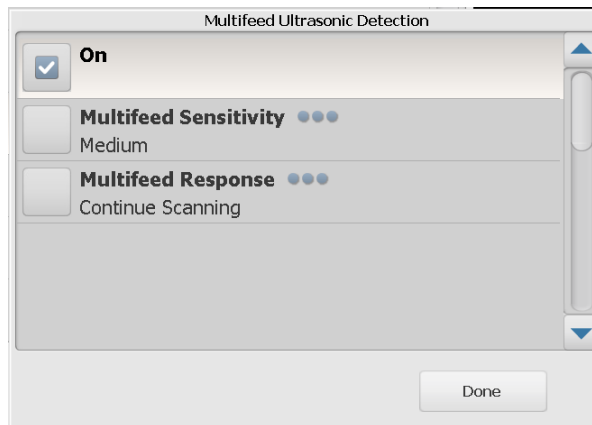 Multifeed Ultrasonic Detection
On
Multifeed Sensitivity
Medium
Multifeed Response
Continue Scanning
Done